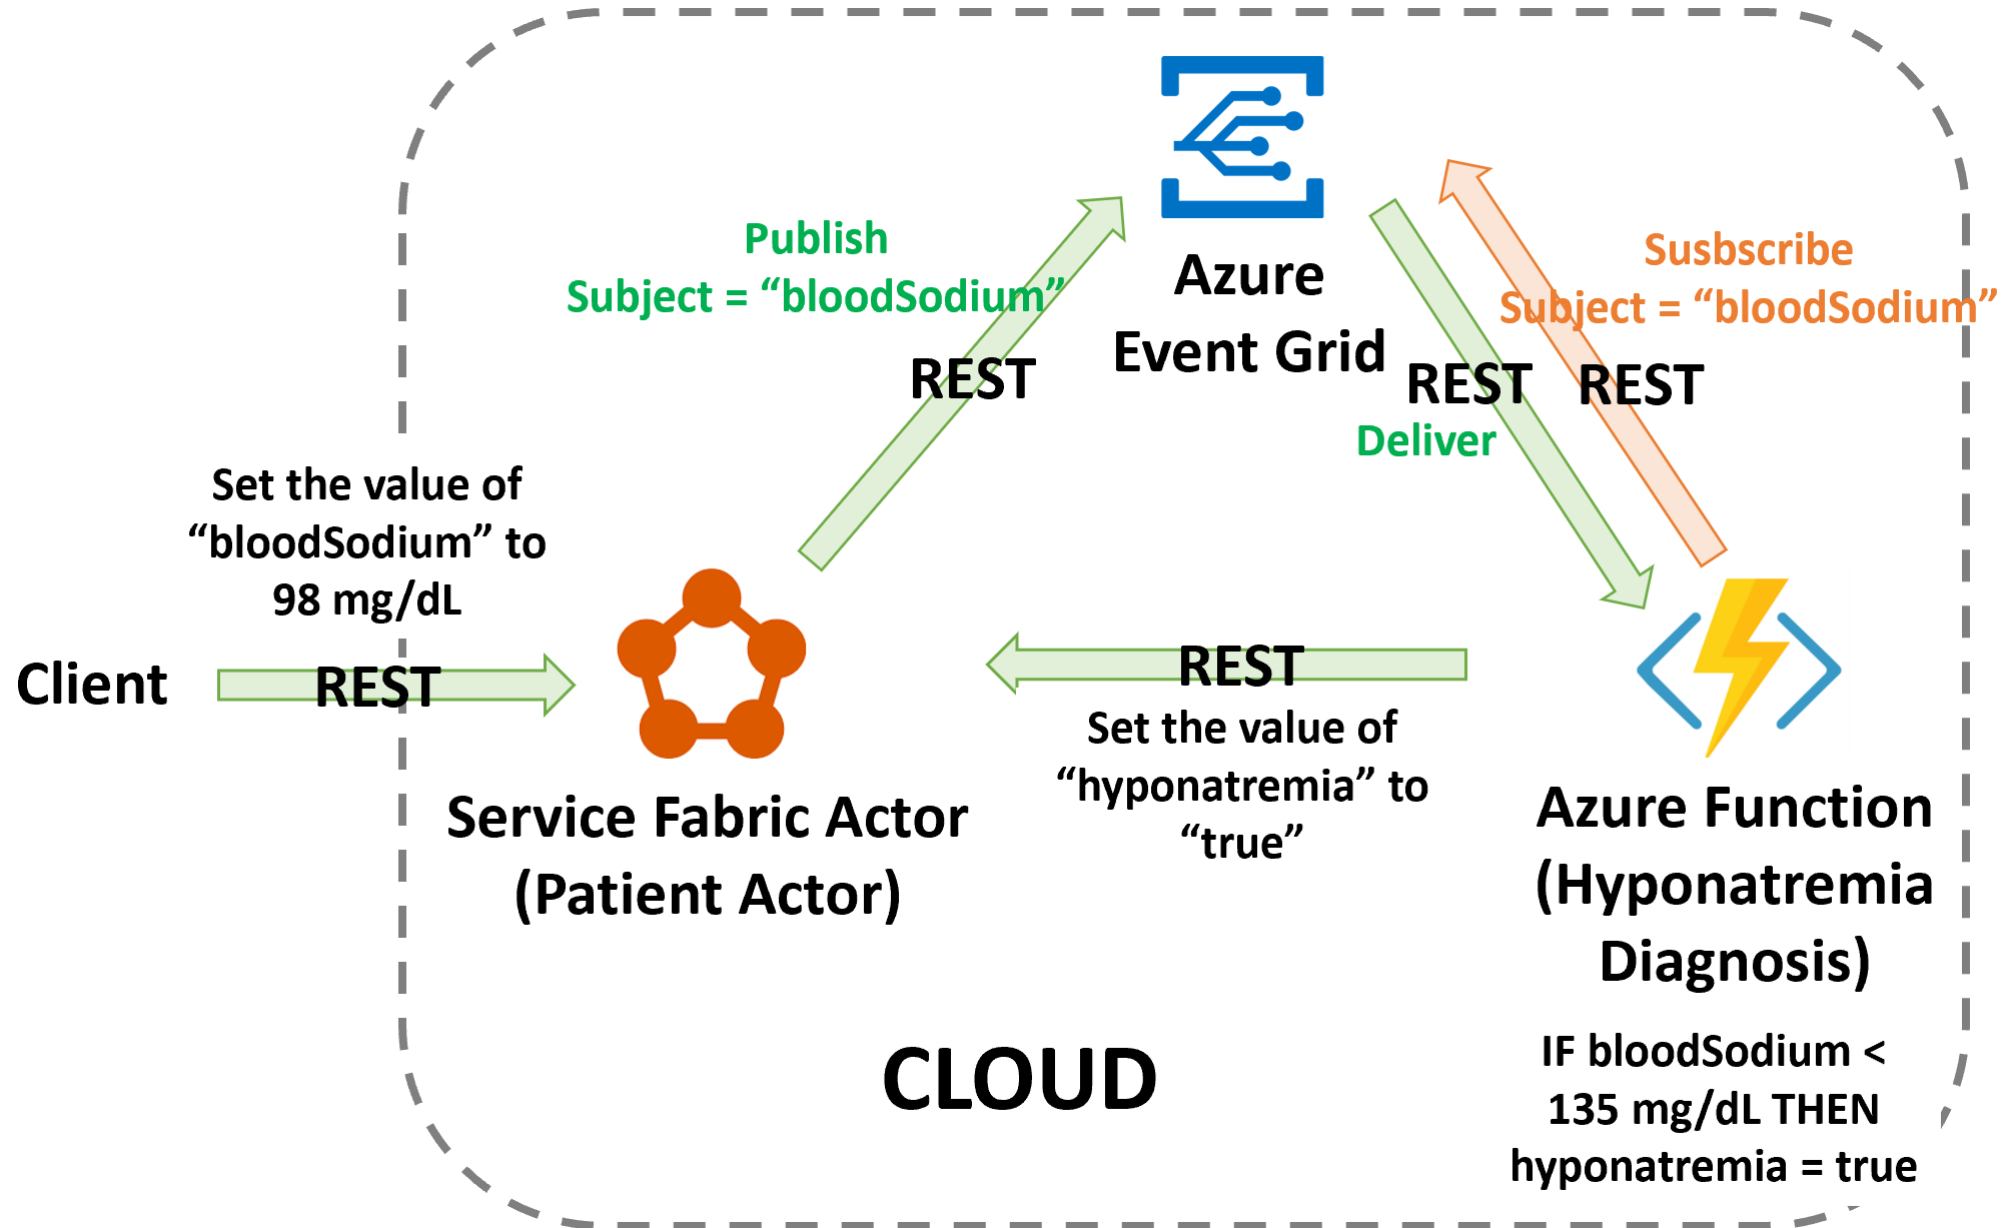 Publish
Subject = “bloodSodium”
REST
Azure
Event Grid
Susbscribe
Subject = “bloodSodium”
REST
REST
Deliver
Set the value of
“bloodSodium” to
98 mg/dL
Client
REST
REST
Set the value of
“hyponatremia” to
“true”
Service Fabric Actor
(Patient Actor)
Azure Function
(Hyponatremia
Diagnosis)
IF bloodSodium <
135 mg/dL THEN
hyponatremia = true
CLOUD